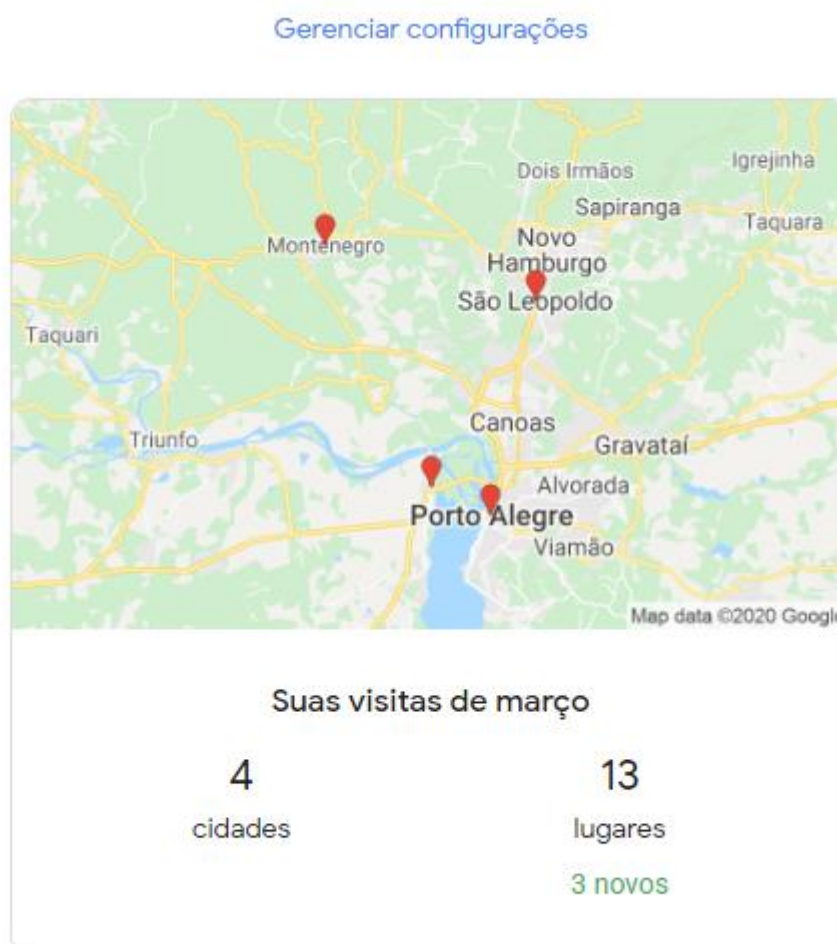 Gerenciar configurações
Igrejinha
Dois Irmãos
Sapiranga
Taquara
Montenegro
Novo
Hamburgo
São Leopoldo
Taquari
Canoas
Triunfo
Gravataí
Alvorada
Porto Alegre
Viamão
Map data ©2020 Google
Suas visitas de março
4
13
cidades
lugares
3 novos